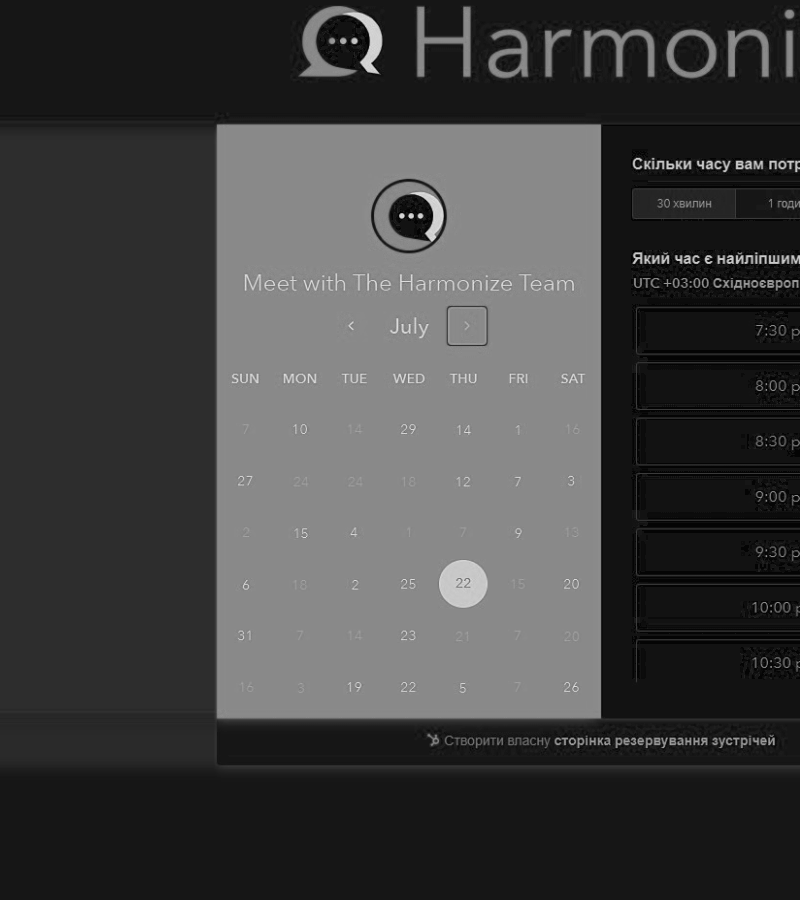 Harmoni
Meet with The Harmonize Team
July
SUN MON TUE WED THU FRI SAT
7 10 14 29 14 1 16
27 24 24 18 12 7 3
2 15 4 1 7 9 13
6 18 2 25 22 15 20
31 7 14 23 21 7 20
16 3 19 22 5 7 26
Скільки часу вам потр
30 хвилин 1 годи
Який час є найліпшим
UTC +03:00 Східноєвроп
7:30 p
8:00 p
8:30 p
9:00 p
9:30 p
10:00 p
10:30 p
Створити власну сторінка резервування зустрічей